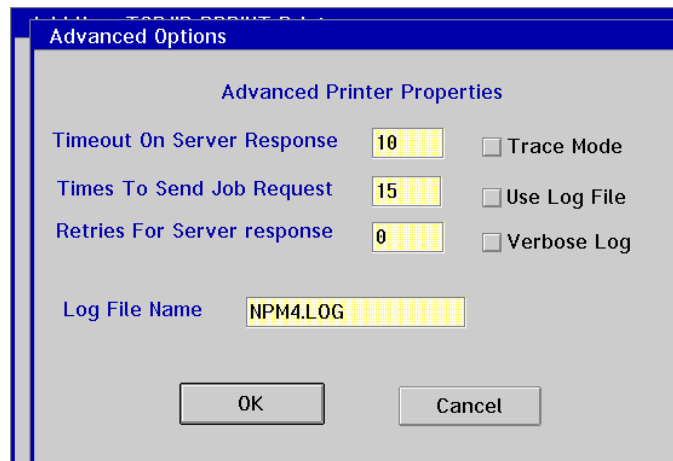 Advanced Options
Advanced Printer Properties
Timeout On Server Response 10 Trace Mode
Times To Send Job Request 15 Use Log File
Retries For Server response 0 Verbose Log
Log File Name NPM4.LOG
OK Cancel